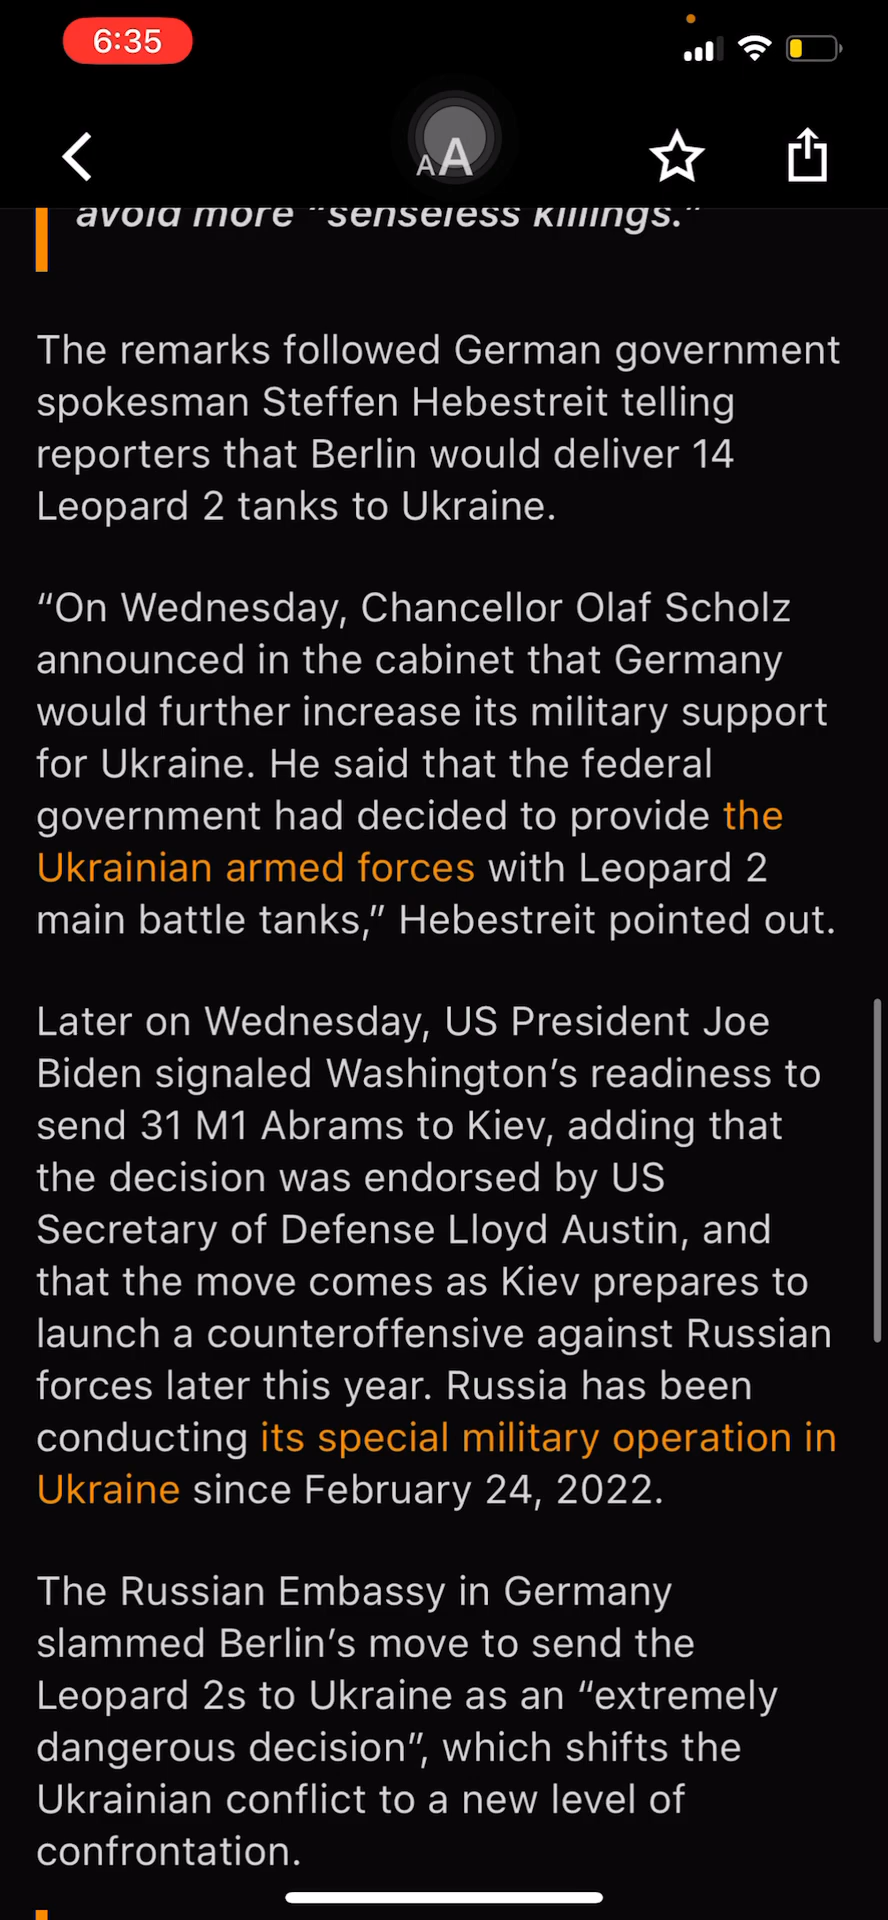 6:35
AA
avoid more “senseless killings.”
The remarks followed German government
spokesman Steffen Hebestreit telling
reporters that Berlin would deliver 14
Leopard 2 tanks to Ukraine.
“On Wednesday, Chancellor Olaf Scholz
announced in the cabinet that Germany
would further increase its military support
for Ukraine. He said that the federal
government had decided to provide the
Ukrainian armed forces with Leopard 2
main battle tanks,” Hebestreit pointed out.
Later on Wednesday, US President Joe
Biden signaled Washington’s readiness to
send 31 M1 Abrams to Kiev, adding that
the decision was endorsed by US
Secretary of Defense Lloyd Austin, and
that the move comes as Kiev prepares to
launch a counteroffensive against Russian
forces later this year. Russia has been
conducting its special military operation in
Ukraine since February 24, 2022.
The Russian Embassy in Germany
slammed Berlin’s move to send the
Leopard 2s to Ukraine as an “extremely
dangerous decision”, which shifts the
Ukrainian conflict to a new level of
confrontation.